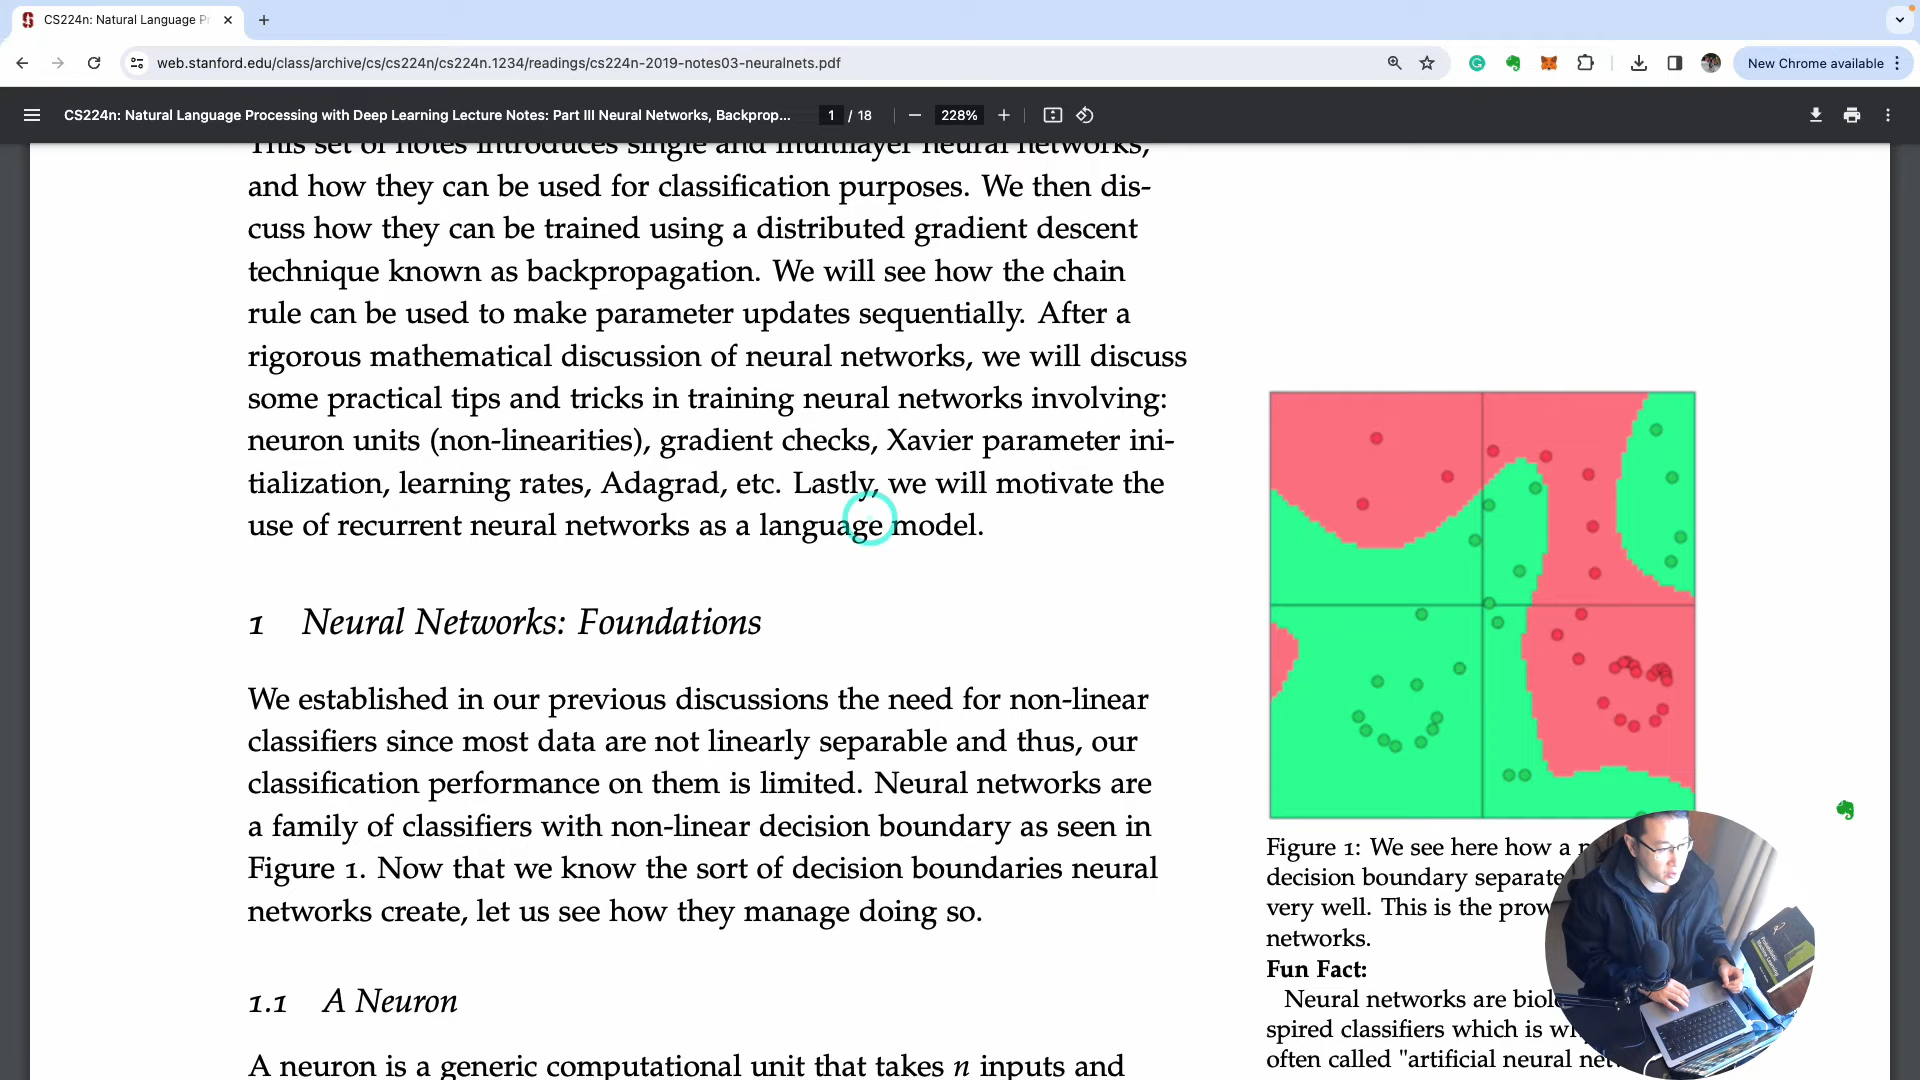 CS224n: Natural Language Pr
web.stanford.edu/class/archive/cs/cs224n/cs224n.1234/readings/cs224n-2019-notes03-neuralnets.pdf
New Chrome available
CS224n: Natural Language Processing with Deep Learning Lecture Notes: Part III Neural Networks, Backprop...
1 / 18
228%
This set of notes introduces single and multilayer neural networks,
and how they can be used for classification purposes. We then dis-
cuss how they can be trained using a distributed gradient descent
technique known as backpropagation. We will see how the chain
rule can be used to make parameter updates sequentially. After a
rigorous mathematical discussion of neural networks, we will discuss
some practical tips and tricks in training neural networks involving:
neuron units (non-linearities), gradient checks, Xavier parameter ini-
tialization, learning rates, Adagrad, etc. Lastly, we will motivate the
use of recurrent neural networks as a language model.
1 Neural Networks: Foundations
We established in our previous discussions the need for non-linear
classifiers since most data are not linearly separable and thus, our
classification performance on them is limited. Neural networks are
a family of classifiers with non-linear decision boundary as seen in
Figure 1. Now that we know the sort of decision boundaries neural
networks create, let us see how they manage doing so.
1.1 A Neuron
A neuron is a generic computational unit that takes n inputs and
Figure 1: We see here how a
decision boundary separate
very well. This is the prow
networks.
Fun Fact:
Neural networks are biol
spired classifiers which is w
often called "artificial neural net